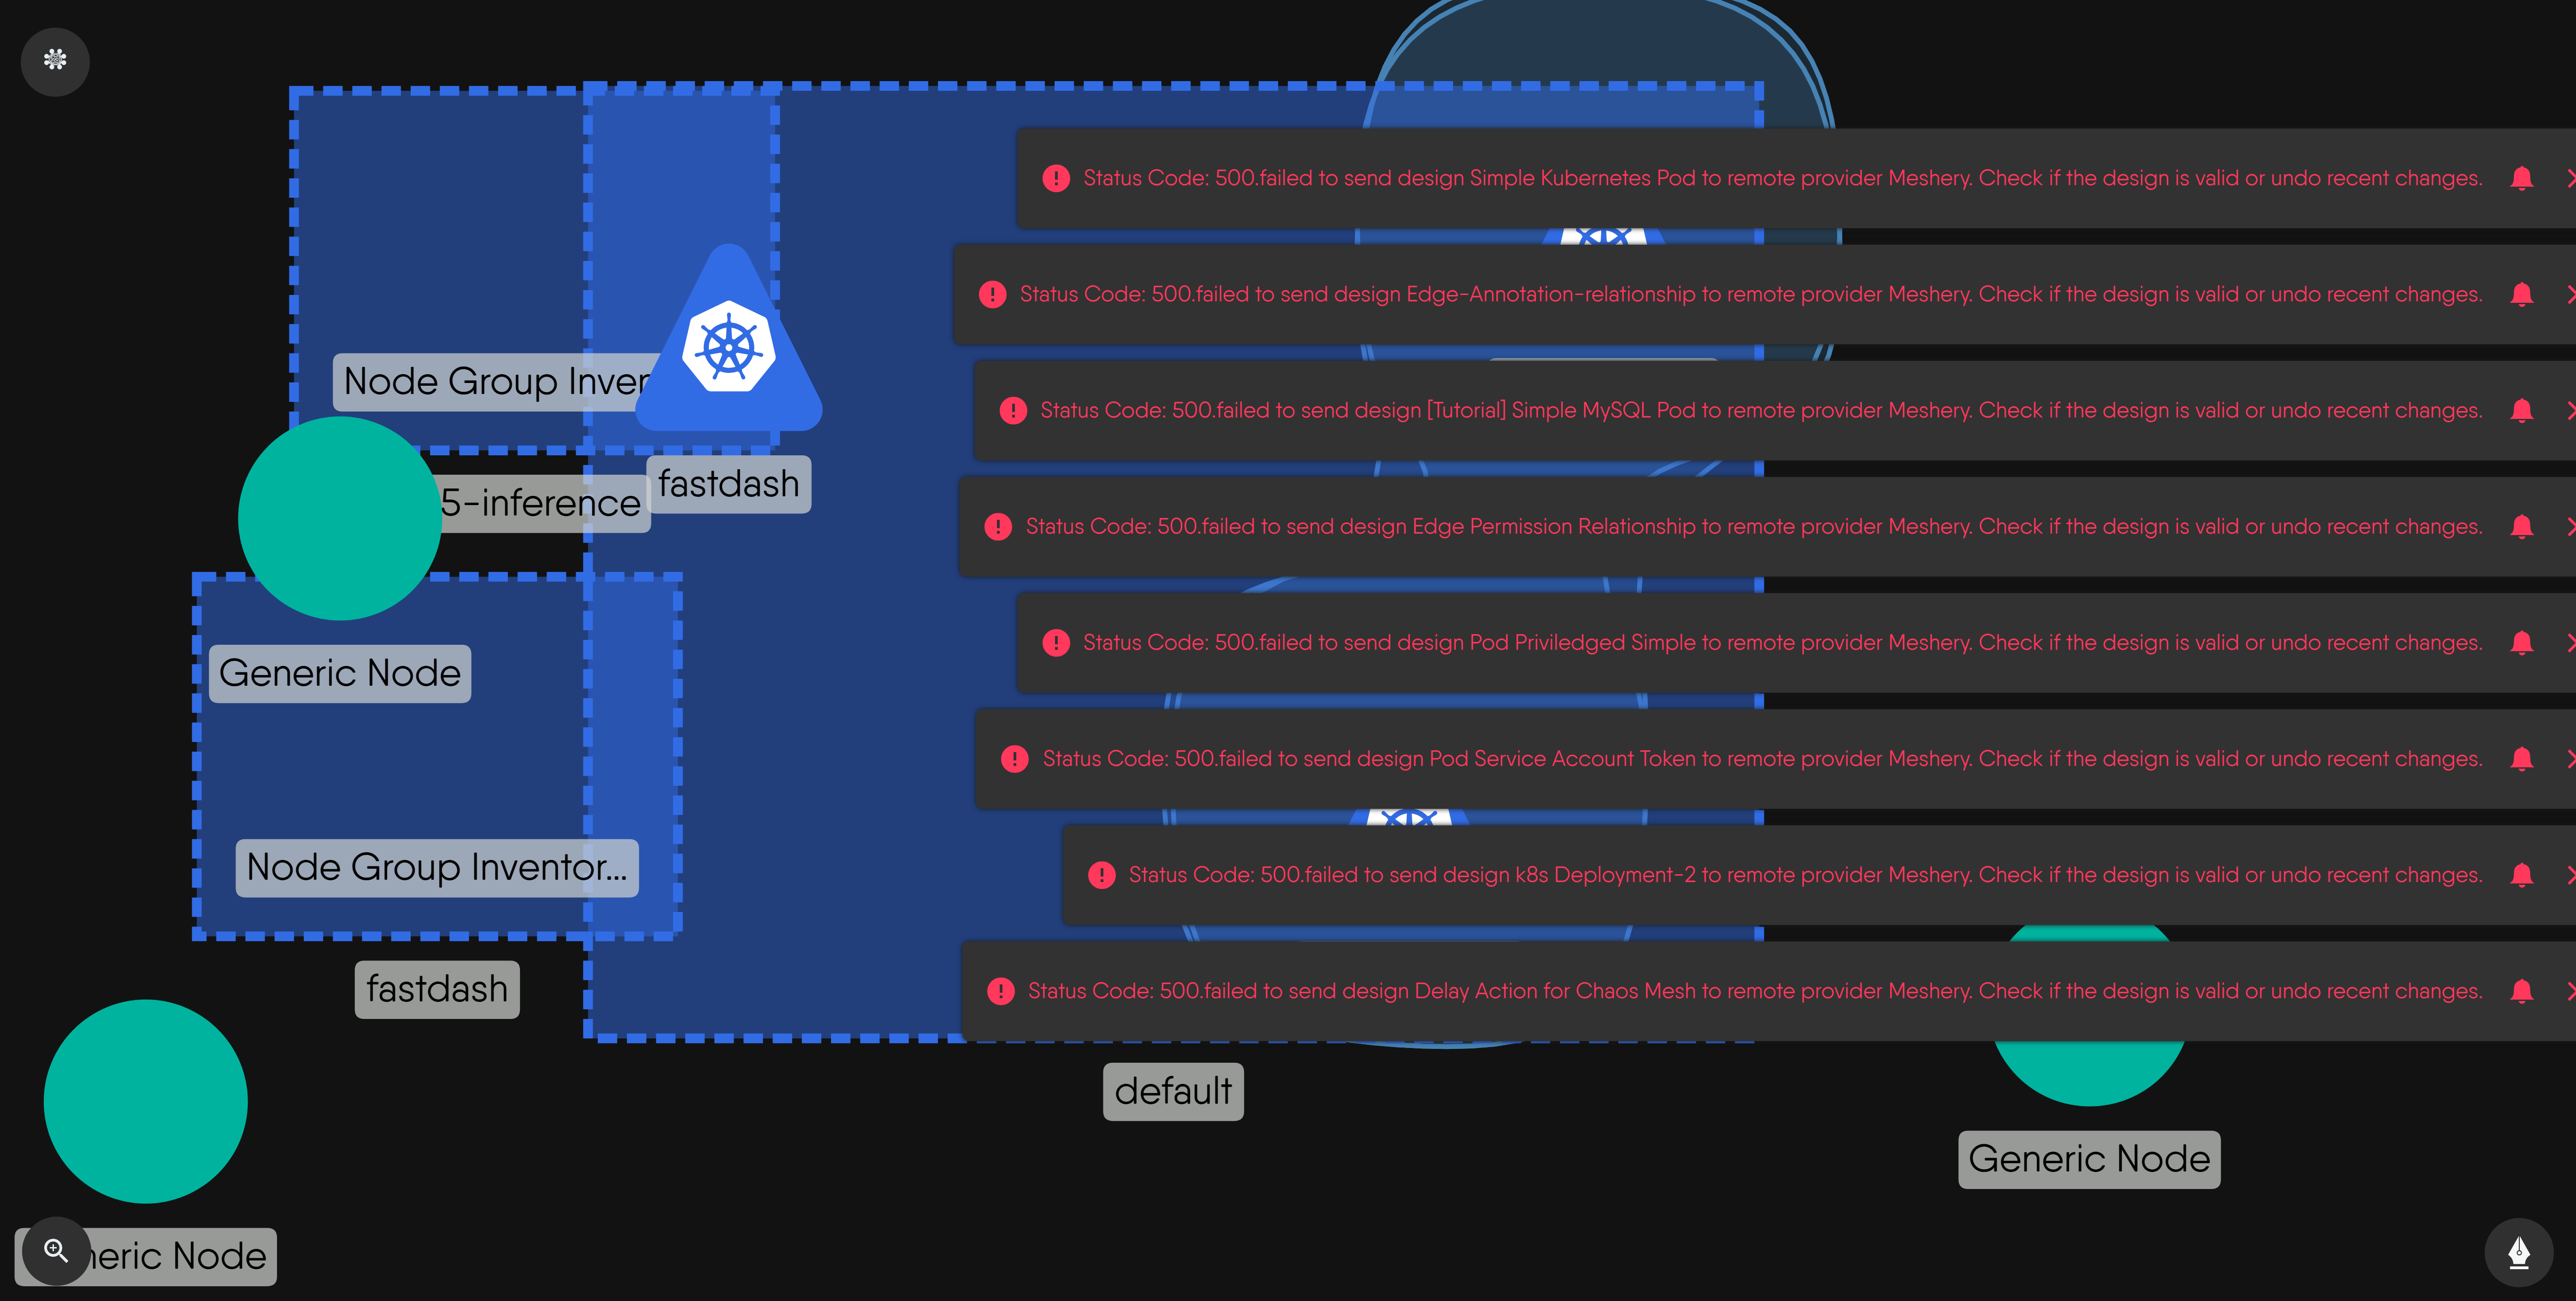 Status Code: 500.failed to send design Simple Kubernetes Pod to remote provider Meshery. Check if the design is valid or undo recent changes.
Status Code: 500.failed to send design Edge-Annotation-relationship to remote provider Meshery. Check if the design is valid or undo recent changes.
Node Group Inven
Status Code: 500.failed to send design [Tutorial] Simple MySQL Pod to remote provider Meshery. Check if the design is valid or undo recent changes.
fastdash
5-inference
Status Code: 500.failed to send design Edge Permission Relationship to remote provider Meshery. Check if the design is valid or undo recent changes.
Status Code: 500.failed to send design Pod Priviledged Simple to remote provider Meshery. Check if the design is valid or undo recent changes.
Generic Node
Status Code: 500.failed to send design Pod Service Account Token to remote provider Meshery. Check if the design is valid or undo recent changes.
Node Group Inventor...
Status Code: 500.failed to send design k8s Deployment-2 to remote provider Meshery. Check if the design is valid or undo recent changes.
fastdash
Status Code: 500.failed to send design Delay Action for Chaos Mesh to remote provider Meshery. Check if the design is valid or undo recent changes.
default
Generic Node
neric Node